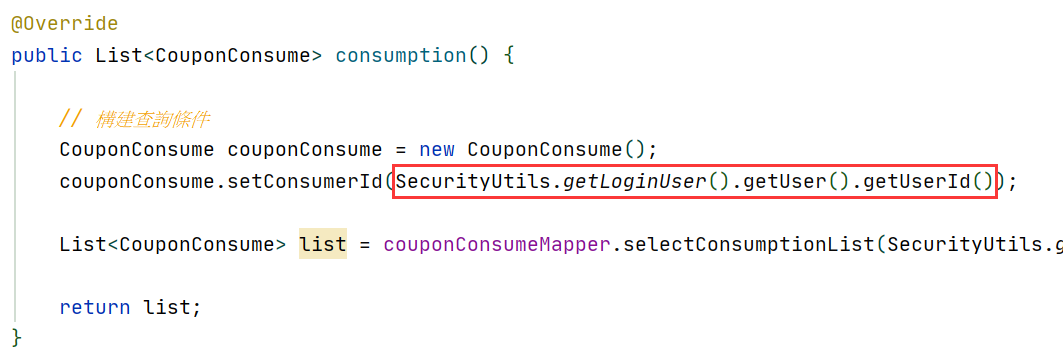 @Override
public List<CouponConsume> consumption() {
// 構建查詢條件
CouponConsume couponConsume = new CouponConsume();
couponConsume.setConsumerId(SecurityUtils.getLoginUser().getUser().getUserId());
List<CouponConsume> list = couponConsumeMapper.selectConsumptionList(SecurityUtils.g
return list;
}